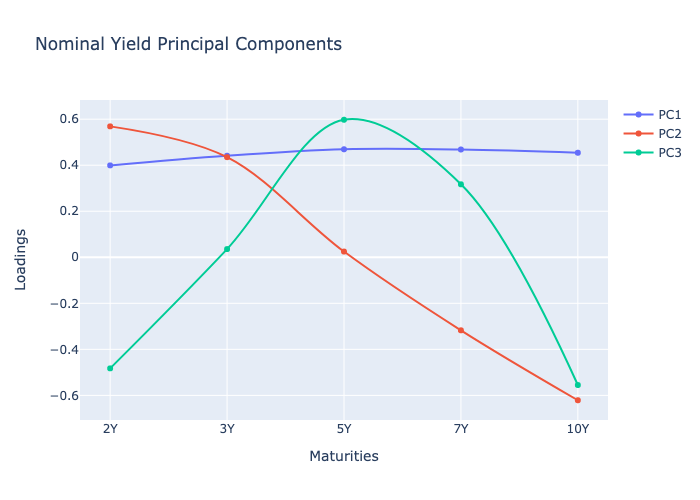 Nominal Yield Principal Components
PC1
PC2
PC3
0.6
0.4
0.2
0
−0.2
−0.4
−0.6
Loadings
2Y 3Y 5Y 7Y 10Y
Maturities